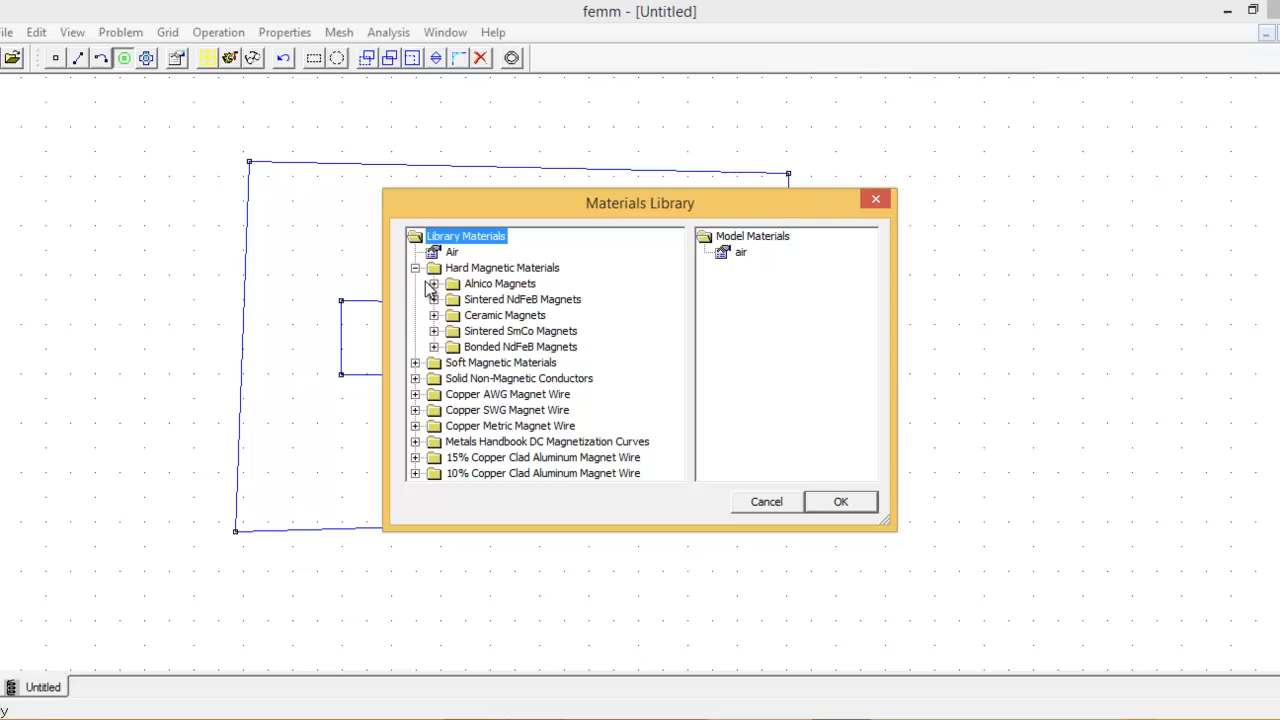 femm - [Untitled]
ile Edit View Problem Grid Operation Properties Mesh Analysis Window Help
Materials Library
Library Materials
Air
Hard Magnetic Materials
Alnico Magnets
Sintered NdFeB Magnets
Ceramic Magnets
Sintered SmCo Magnets
Bonded NdFeB Magnets
Soft Magnetic Materials
Solid Non-Magnetic Conductors
Copper AWG Magnet Wire
Copper SWG Magnet Wire
Copper Metric Magnet Wire
Metals Handbook DC Magnetization Curves
15% Copper Clad Aluminum Magnet Wire
10% Copper Clad Aluminum Magnet Wire
Model Materials
air
Cancel OK
Untitled
y